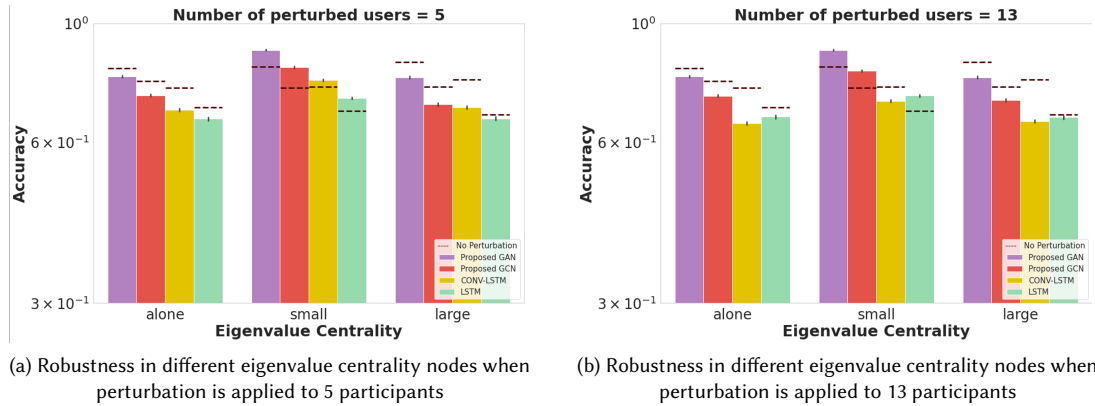 Number of perturbed users = 5
10⁰
6 × 10⁻¹
3 × 10⁻¹
Accuracy
No Perturbation
Proposed GAN
Proposed GCN
CONV-LSTM
LSTM
alone small large
Eigenvalue Centrality
(a) Robustness in different eigenvalue centrality nodes when
perturbation is applied to 5 participants
Number of perturbed users = 13
10⁰
6 × 10⁻¹
3 × 10⁻¹
Accuracy
No Perturbation
Proposed GAN
Proposed GCN
CONV-LSTM
LSTM
alone small large
Eigenvalue Centrality
(b) Robustness in different eigenvalue centrality nodes when
perturbation is applied to 13 participants